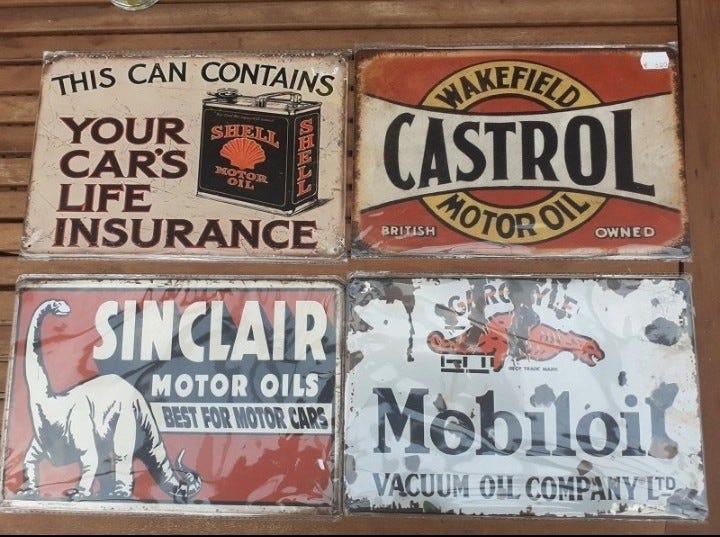 THIS CAN CONTAINS
YOUR
CAR'S
LIFE
INSURANCE
SHELL
MOTOR
OIL
SHELL
WAKEFIELD
CASTROL
MOTOR OIL
BRITISH OWNED
SINCLAIR
MOTOR OILS
BEST FOR MOTOR CARS
Mobiloil
VACUUM OIL COMPANY LTD